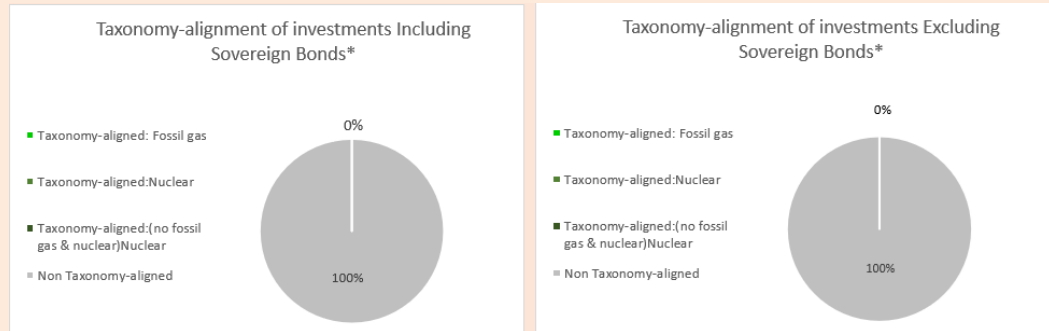 Taxonomy-alignment of investments Including
Sovereign Bonds*
Taxonomy-aligned: Fossil gas
Taxonomy-aligned:Nuclear
Taxonomy-aligned:(no fossil
gas & nuclear)Nuclear
Non Taxonomy-aligned
0%
100%
Taxonomy-alignment of investments Excluding
Sovereign Bonds*
Taxonomy-aligned: Fossil gas
Taxonomy-aligned:Nuclear
Taxonomy-aligned:(no fossil
gas & nuclear)Nuclear
Non Taxonomy-aligned
0%
100%